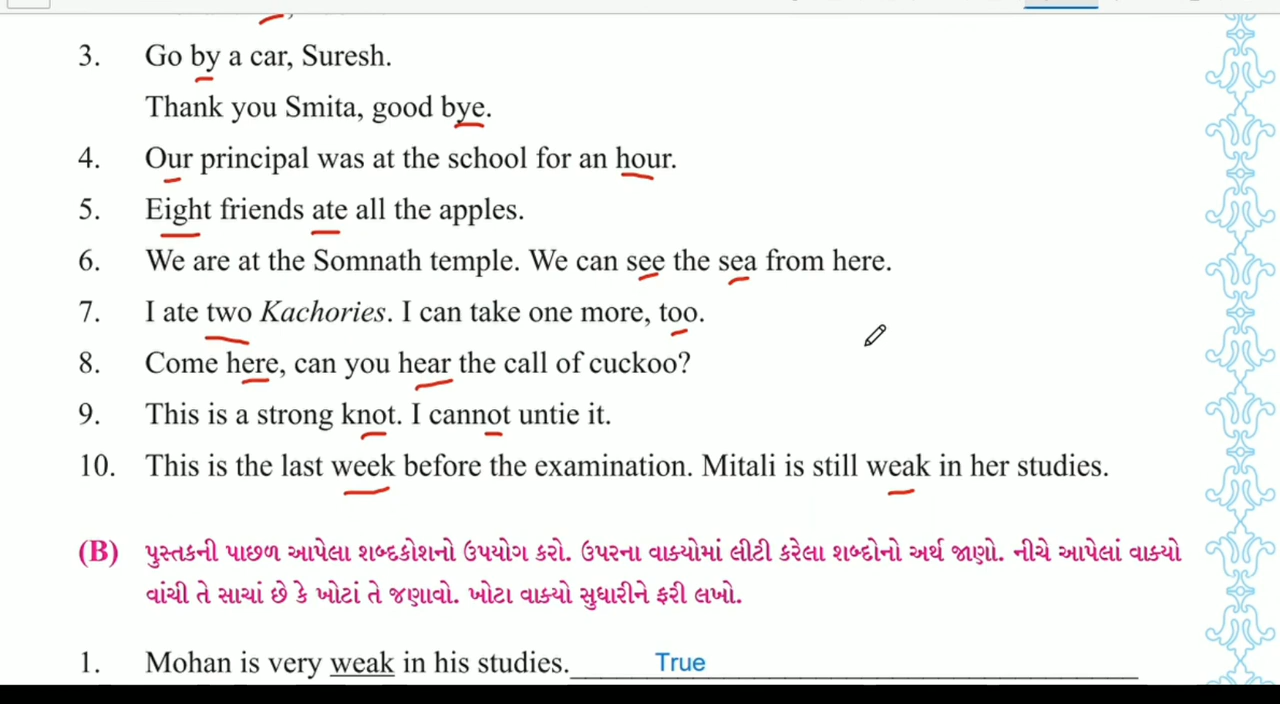 3. Go by a car, Suresh.
Thank you Smita, good bye.
4. Our principal was at the school for an hour.
5. Eight friends ate all the apples.
6. We are at the Somnath temple. We can see the sea from here.
7. I ate two Kachories. I can take one more, too.
8. Come here, can you hear the call of cuckoo?
9. This is a strong knot. I cannot untie it.
10. This is the last week before the examination. Mitali is still weak in her studies.
(B) પુસ્તકની પાછળ આપેલા શબ્દકોશનો ઉપયોગ કરો. ઉપરના વાક્યોમાં લીટી કરેલા શબ્દોનો અર્થ જાણો. નીચે આપેલાં વાક્યો
વાંચી તે સાચાં છે કે ખોટાં તે જણાવો. ખોટા વાક્યો સુધારીને ફરી લખો.
1. Mohan is very weak in his studies. True